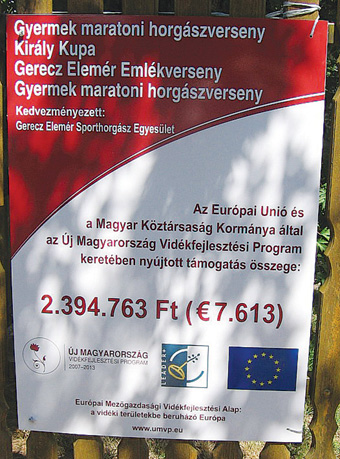 Gyermek maratoni horgászverseny
Király Kupa
Gerecz Elemér Emlékverseny
Gyermek maratoni horgászverseny
Kedvezményezett:
Gerecz Elemér Sporthorgász Egyesület
Az Európai Unió és
a Magyar Köztársaság Kormánya által
az Új Magyarország Vidékfejlesztési Program
keretében nyújtott támogatás összege:
2.394.763 Ft (€ 7.613)
ÚJ MAGYARORSZÁG
VIDÉKFEJLESZTÉSI PROGRAM
2007–2013
LEADER
Európai Mezőgazdasági Vidékfejlesztési Alap:
a vidéki területekbe beruházó Európa
www.umvp.eu